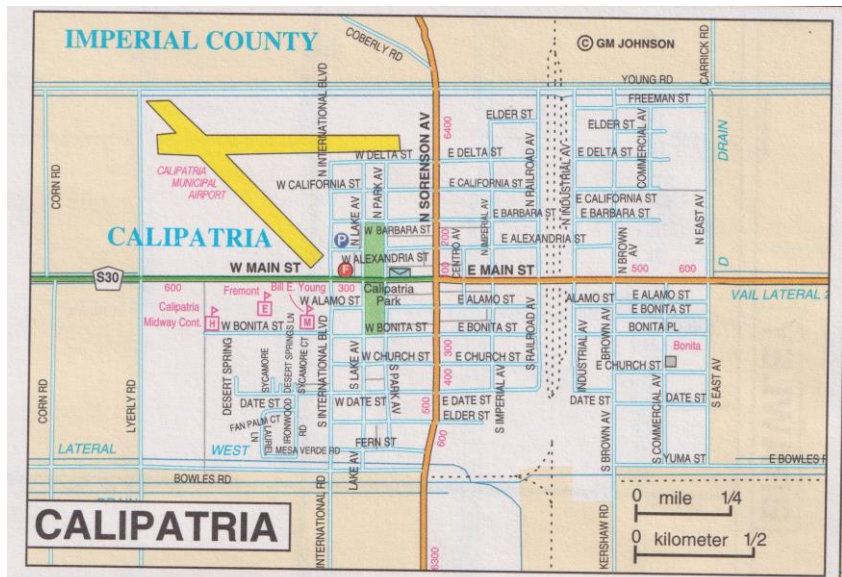 IMPERIAL COUNTY
COBERLY RD
© GM JOHNSON
CARRICK RD
YOUNG RD
FREEMAN ST
N INTERNATIONAL BLVD
N SORENSON AV
6400
ELDER ST
ELDER ST
COMMERCIAL AV
DRAIN
CORN RD
CALIPATRIA
MUNICIPAL
AIRPORT
W DELTA ST
E DELTA ST
E DELTA ST
N PARK AV
W CALIFORNIA ST
E CALIFORNIA ST
E CALIFORNIA ST
N RAILROAD AV
N INDUSTRIAL AV
N LAKE AV
E BARBARA ST
E BARBARA ST
W BARBARA ST
N EAST AV
CALIPATRIA
P
200
CENTRO AV
N IMPERIAL AV
E ALEXANDRIA ST
N BROWN
AV
W ALEXANDRIA ST
S30
W MAIN ST
F
100
E MAIN ST
500
600
D
600
Fremont
Bill E. Young
300
Calipatria
Park
Calipatria
Midway Cont.
H
E
M
W ALAMO ST
E ALAMO ST
ALAMO ST
E ALAMO ST
VAIL LATERAL 2
E BONITA ST
W BONITA ST
W BONITA ST
E BONITA ST
BONITA PL
DESERT SPRING
SYCAMORE
DESERT SPRINGS LN
SYCAMORE CT
S INTERNATIONAL BLVD
S LAKE AV
W CHURCH ST
300
E CHURCH ST
S RAILROAD AV
INDUSTRIAL AV
S BROWN AV
E CHURCH ST
Bonita
S PARK AV
400
CORN RD
LYERLY RD
DATE ST
W DATE ST
500
E DATE ST
S IMPERIAL AV
DATE ST
S COMMERCIAL AV
DATE ST
S EAST AV
FAN PALM CT
LAUREL
LN
IRONWOOD
RD
ELDER ST
600
LATERAL
WEST
MESA VERDE RD
FERN ST
S BROWN AV
YUMA ST
E BOWLES R
BOWLES RD
LAKE AV
INTERNATIONAL RD
KERSHAW RD
6300
CALIPATRIA
0 mile 1/4
0 kilometer 1/2